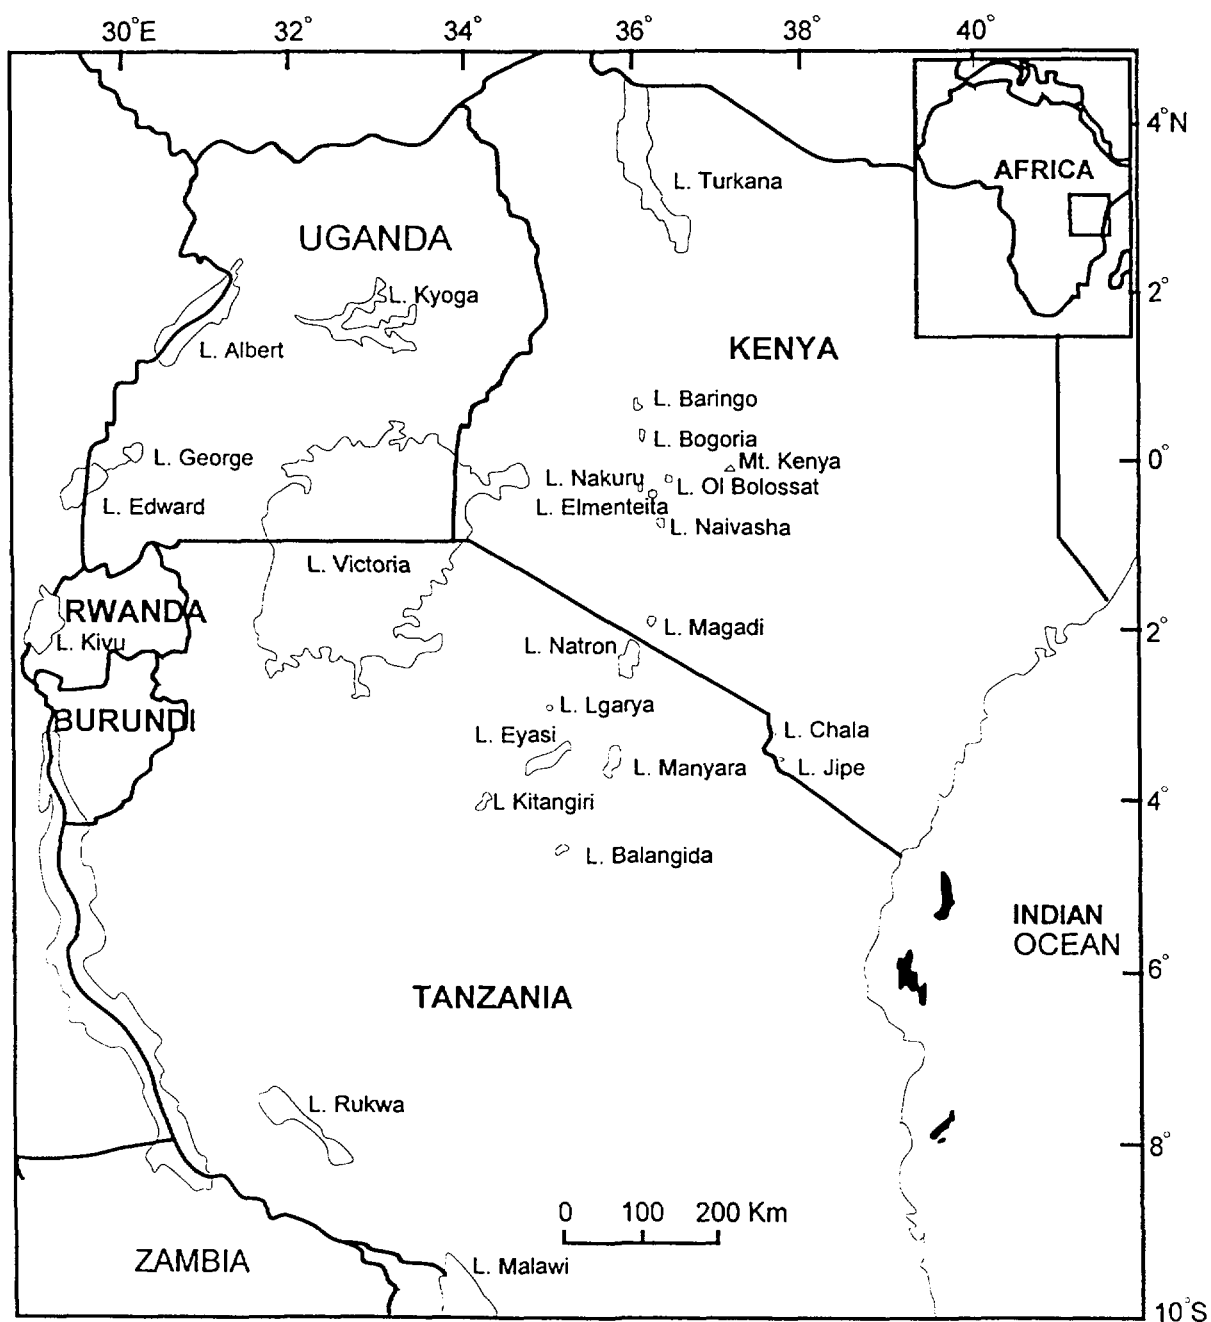 30°E 32° 34° 36° 38° 40°
4°N
AFRICA
L. Turkana
UGANDA
2°
L. Kyoga
L. Albert
KENYA
L. Baringo
L. Bogoria
L. George
Mt. Kenya
0°
L. Nakuru
L. Ol Bolossat
L. Edward
L. Elmenteita
L. Naivasha
L. Victoria
RWANDA
L. Magadi
2°
L. Kivu
L. Natron
L. Lgarya
BURUNDI
L. Eyasi
L. Chala
L. Manyara
L. Jipe
L Kitangiri
4°
L. Balangida
INDIAN
OCEAN
6°
TANZANIA
L. Rukwa
8°
0 100 200 Km
ZAMBIA
L. Malawi
10°S